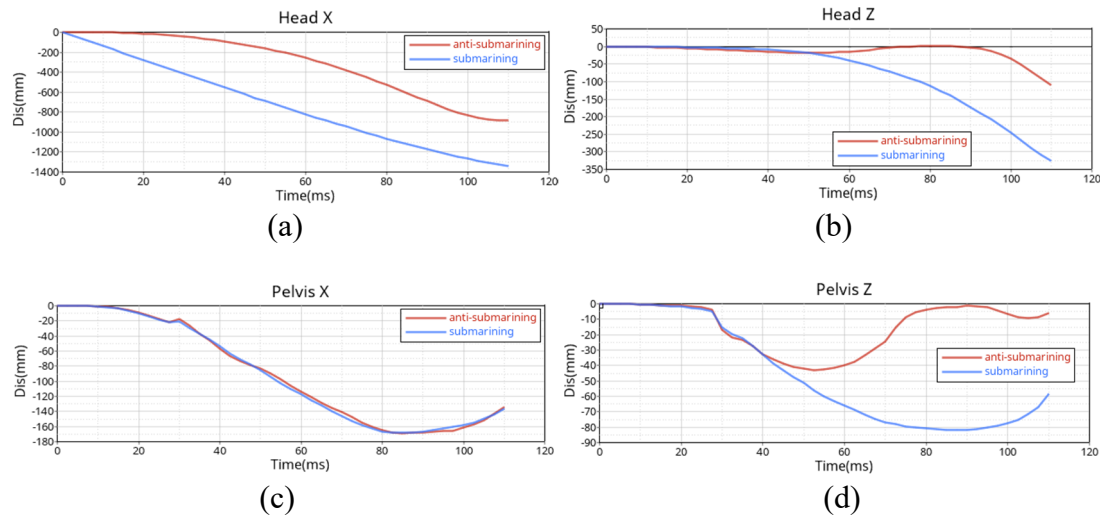 Head X
Dis(mm)
0
-200
-400
-600
-800
-1000
-1200
-1400
0 20 40 60 80 100 120
Time(ms)
anti-submarining
submarining
(a)
Head Z
Dis(mm)
50
0
-50
-100
-150
-200
-250
-300
-350
0 20 40 60 80 100 120
Time(ms)
anti-submarining
submarining
(b)
Pelvis X
Dis(mm)
0
-20
-40
-60
-80
-100
-120
-140
-160
-180
0 20 40 60 80 100 120
Time(ms)
anti-submarining
submarining
(c)
Pelvis Z
Dis(mm)
0
-10
-20
-30
-40
-50
-60
-70
-80
-90
0 20 40 60 80 100 120
Time(ms)
anti-submarining
submarining
(d)